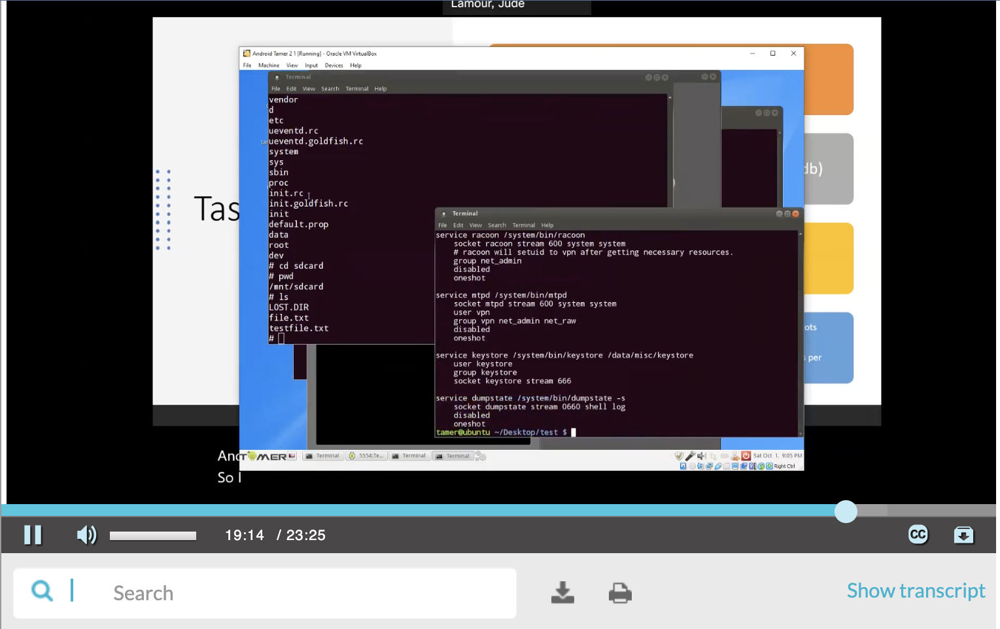 Lamour, Jude
Android Tamer 2 1 [Running] - Oracle VM VirtualBox
File Machine View Input Devices Help
Terminal
File Edit View Search Terminal Help
vendor
d
etc
ueventd.rc
ueventd.goldfish.rc
system
sys
sbin
proc
init.rc
init.goldfish.rc
init
default.prop
data
root
dev
# cd sdcard
# pwd
/mnt/sdcard
# ls
LOST.DIR
file.txt
testfile.txt
#
Tas
db)
ots
per
Terminal
File Edit View Search Terminal Help
service racoon /system/bin/racoon
socket racoon stream 600 system system
# racoon will setuid to vpn after getting necessary resources.
group net_admin
disabled
oneshot
service mtpd /system/bin/mtpd
socket mtpd stream 600 system system
user vpn
group vpn net_admin net_raw
disabled
oneshot
service keystore /system/bin/keystore /data/misc/keystore
user keystore
group keystore
socket keystore stream 666
service dumpstate /system/bin/dumpstate -s
socket dumpstate stream 0660 shell log
disabled
oneshot
tamer@ubuntu ~/Desktop/test $
TAMER Terminal 5554:Te... Terminal Terminal Sat Oct 1, 9:05 PM
Right Ctrl
And
So I
19:14 / 23:25 CC
Search Show transcript